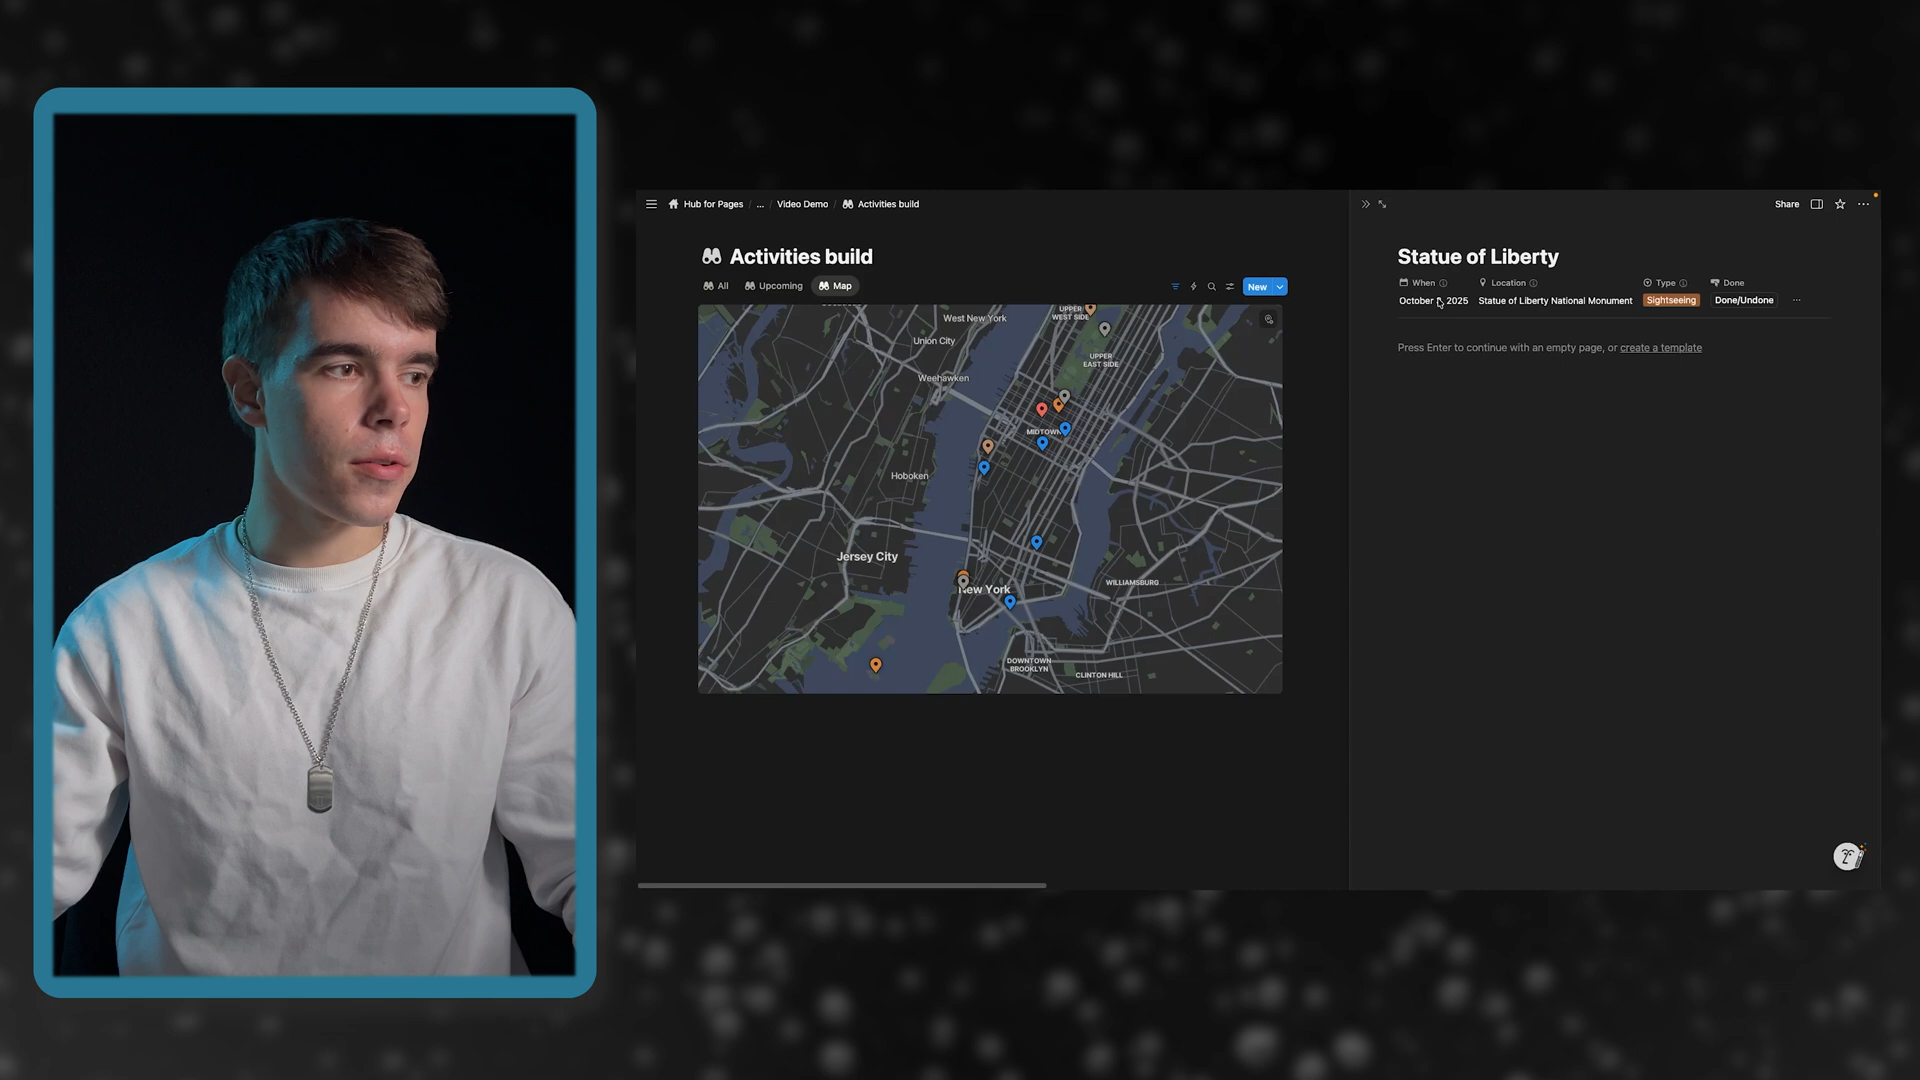 Hub for Pages / ... / Video Demo / Activities build
Activities build
All Upcoming Map
New
West New York
Union City
Weehawken
Hoboken
Jersey City
UPPER
WEST SIDE
UPPER
EAST SIDE
MIDTOWN
New York
WILLIAMSBURG
DOWNTOWN
BROOKLYN
CLINTON HILL
Share
Statue of Liberty
When Location Type Done
October , 2025 Statue of Liberty National Monument Sightseeing Done/Undone
Press Enter to continue with an empty page, or create a template